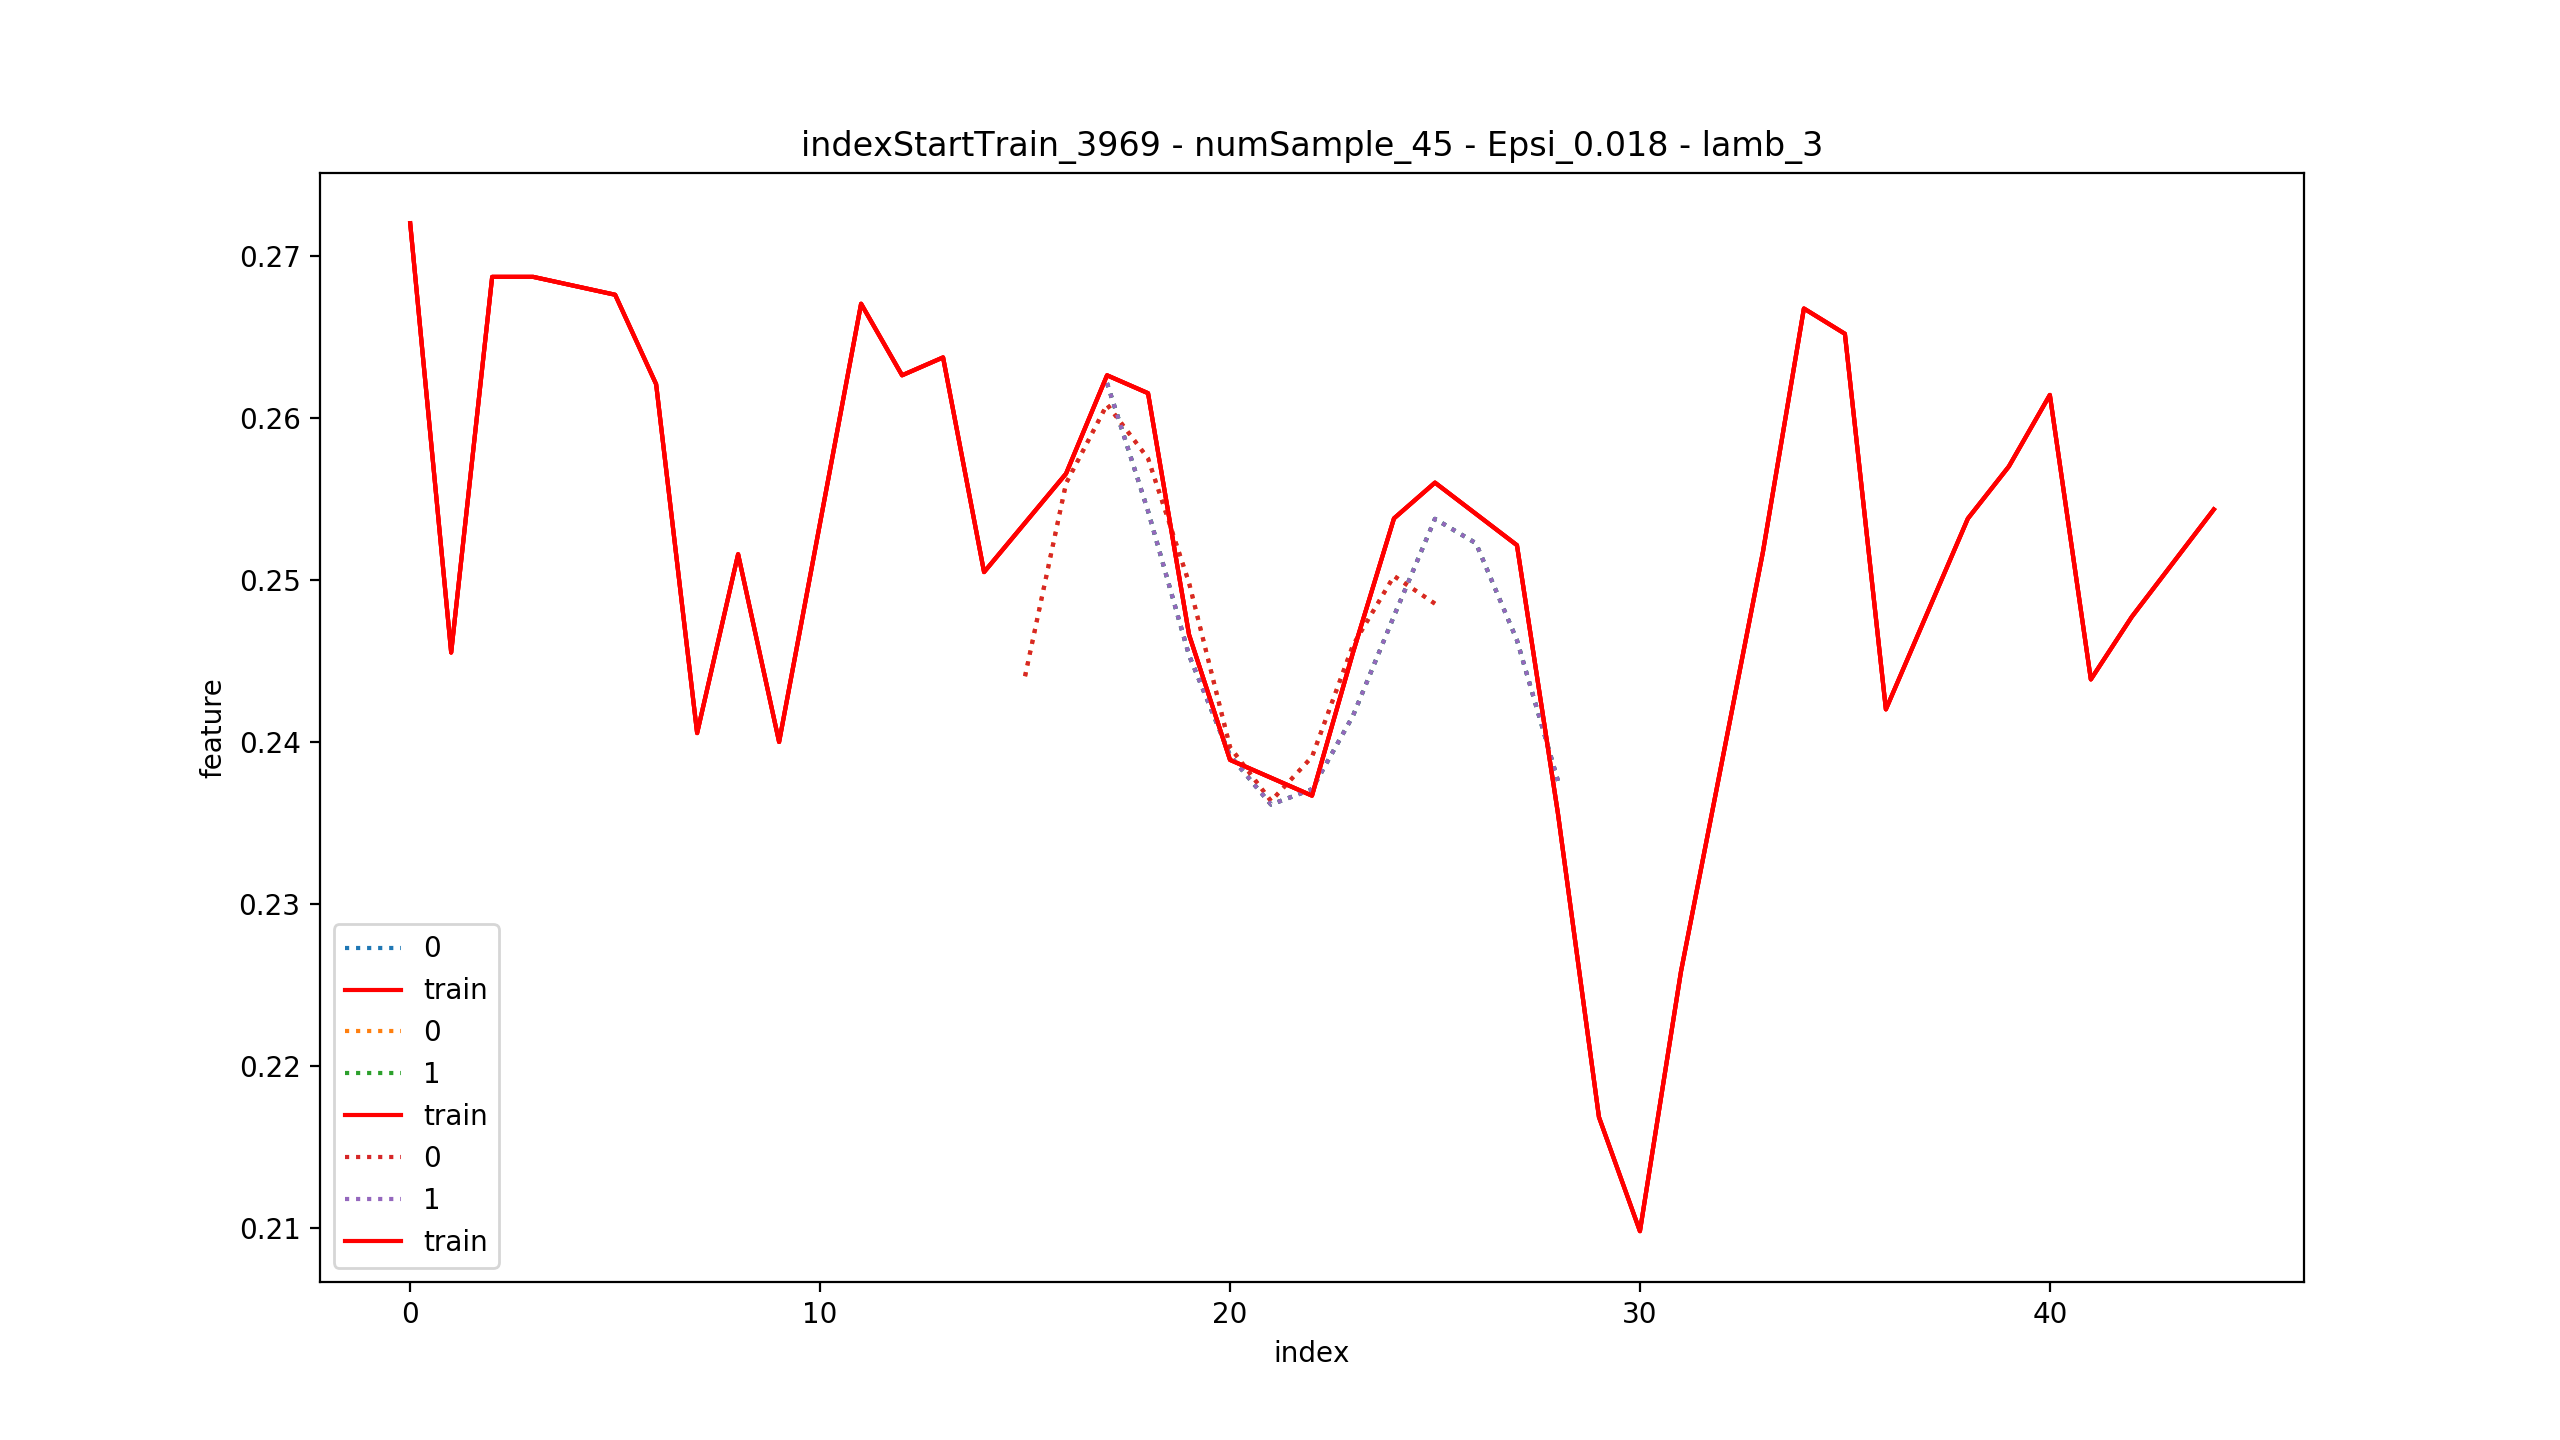 indexStartTrain_3969 - numSample_45 - Epsi_0.018 - lamb_3
feature
0.27
0.26
0.25
0.24
0.23
0.22
0.21
0
train
0
1
train
0
1
train
0 10 20 30 40
index